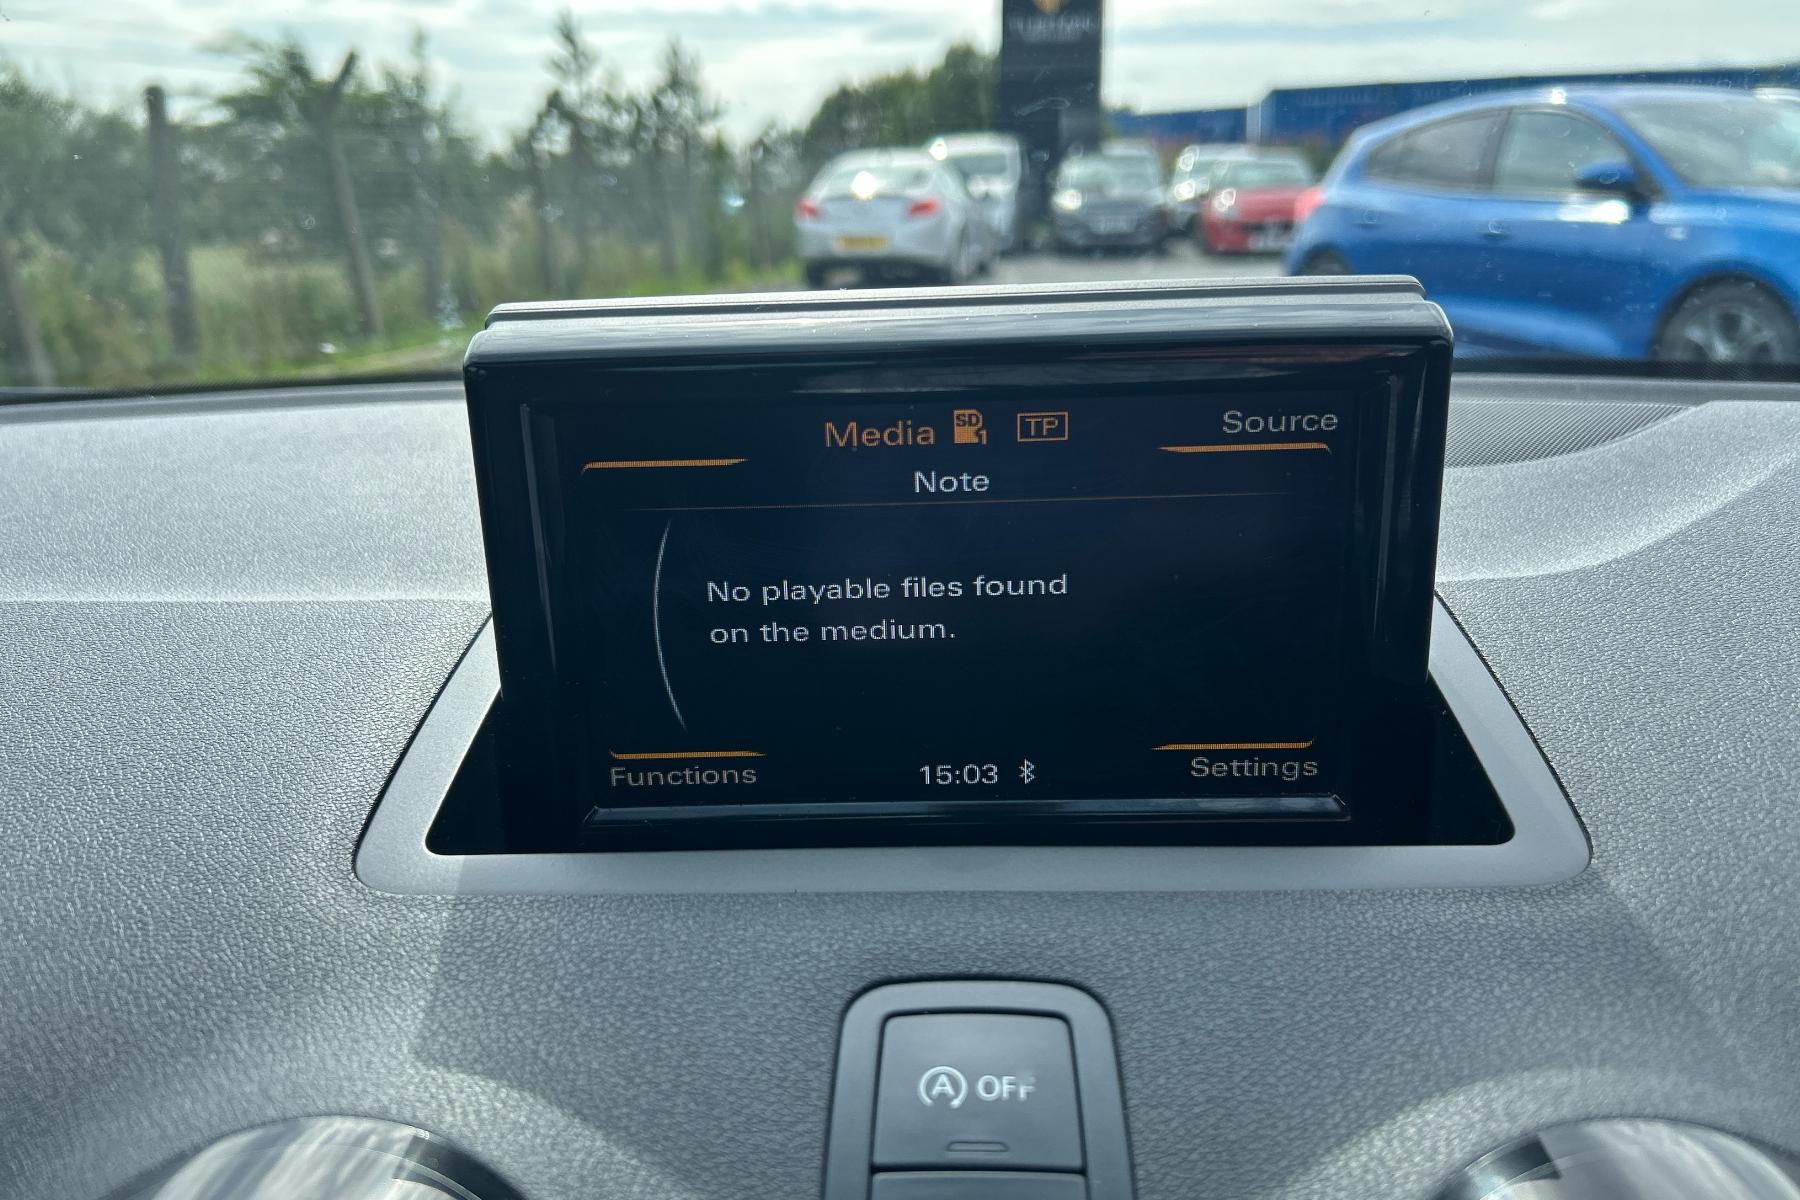 Media SD 1 TP Source
Note
No playable files found
on the medium.
Functions 15:03 Settings
A OFF